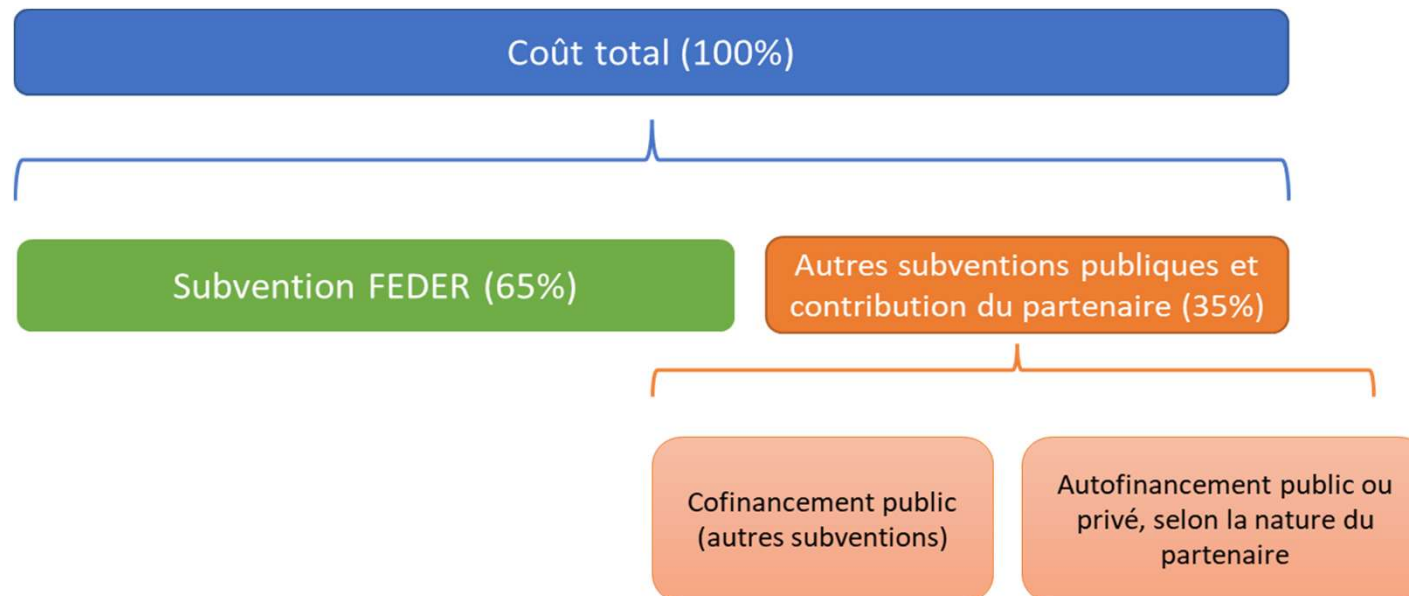 Coût total (100%)
Subvention FEDER (65%)
Autres subventions publiques et
contribution du partenaire (35%)
Cofinancement public
(autres subventions)
Autofinancement public ou
privé, selon la nature du
partenaire